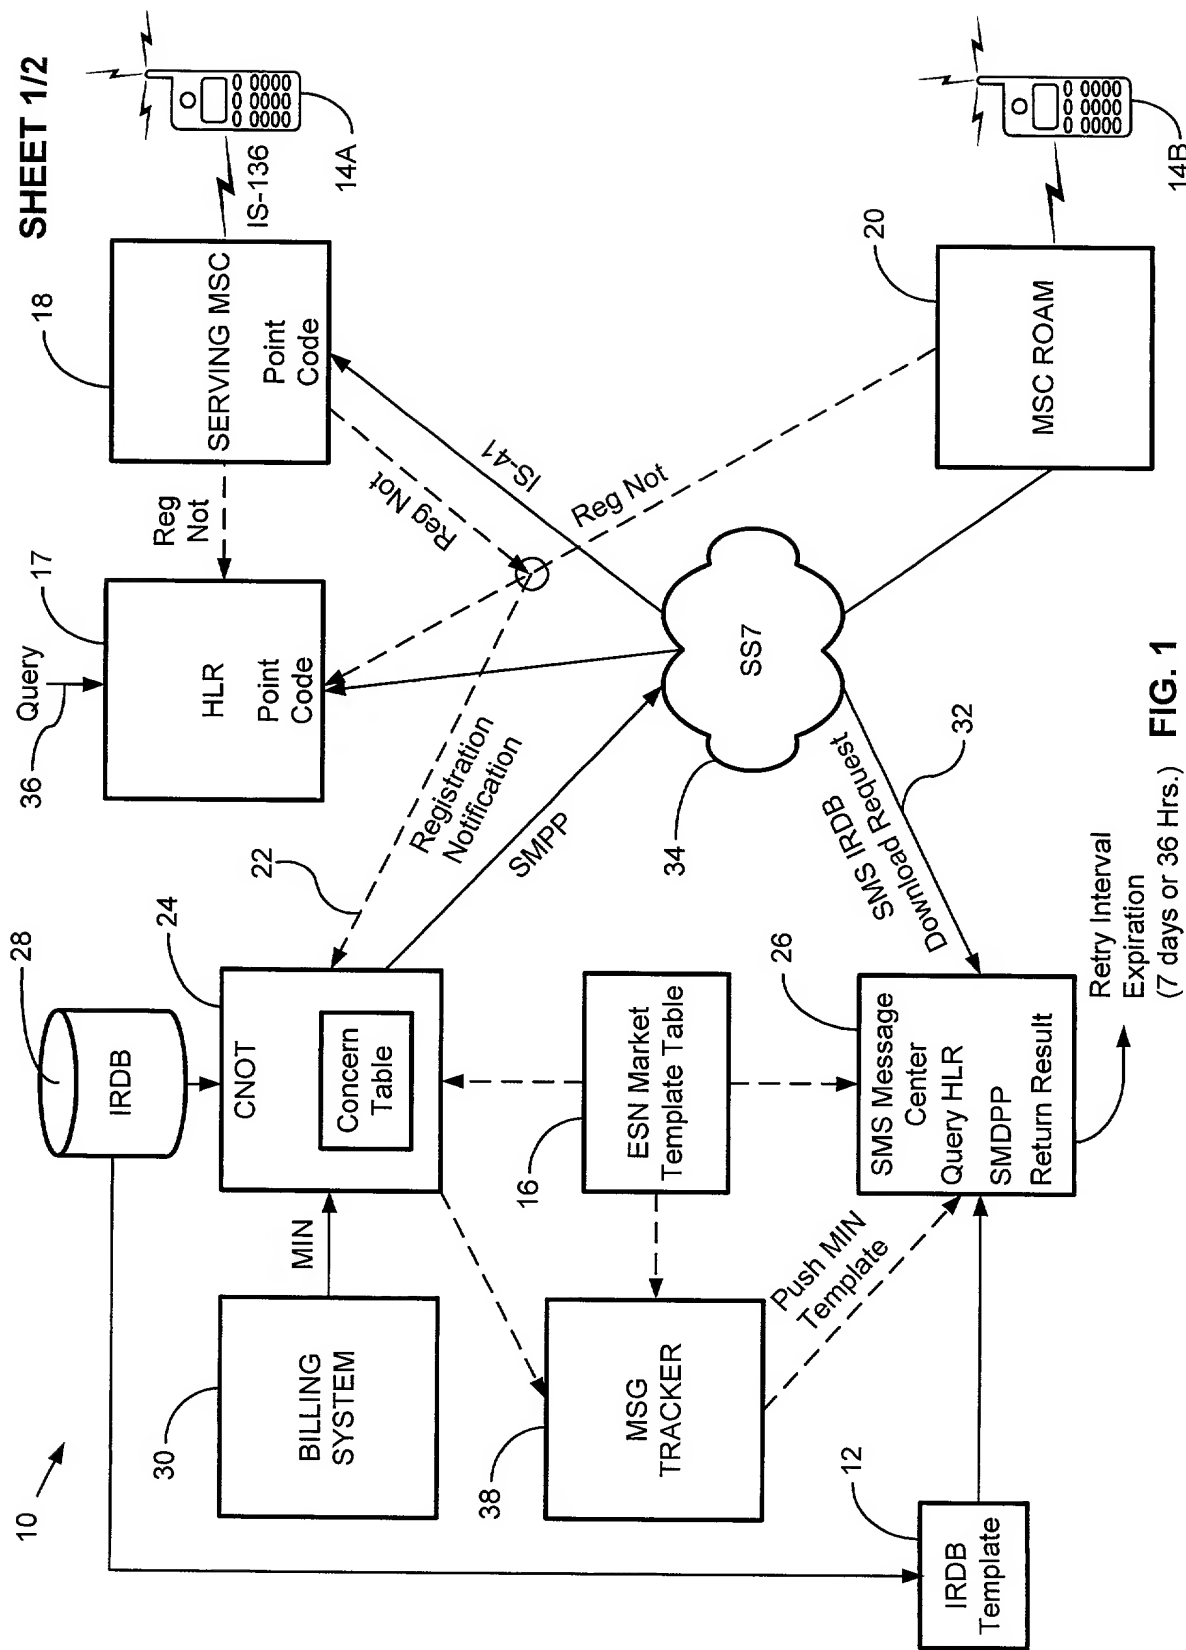 SHEET 1/2
10
28
IRDB
24
CNOT
Concern
Table
30
BILLING
SYSTEM
MIN
22
Registration
Notification
SMPP
Query
36
17
HLR
Point
Code
Reg
Not
18
SERVING MSC
Point
Code
IS-136
14A
Reg Not
IS-41
Reg Not
38
MSG
TRACKER
16
ESN Market
Template Table
34
SS7
20
MSC ROAM
14B
Push MIN
Template
26
SMS Message
Center
Query HLR
SMDPP
Return Result
SMS IRDB
Download Request
32
12
IRDB
Template
Retry Interval
Expiration
(7 days or 36 Hrs.)
FIG. 1